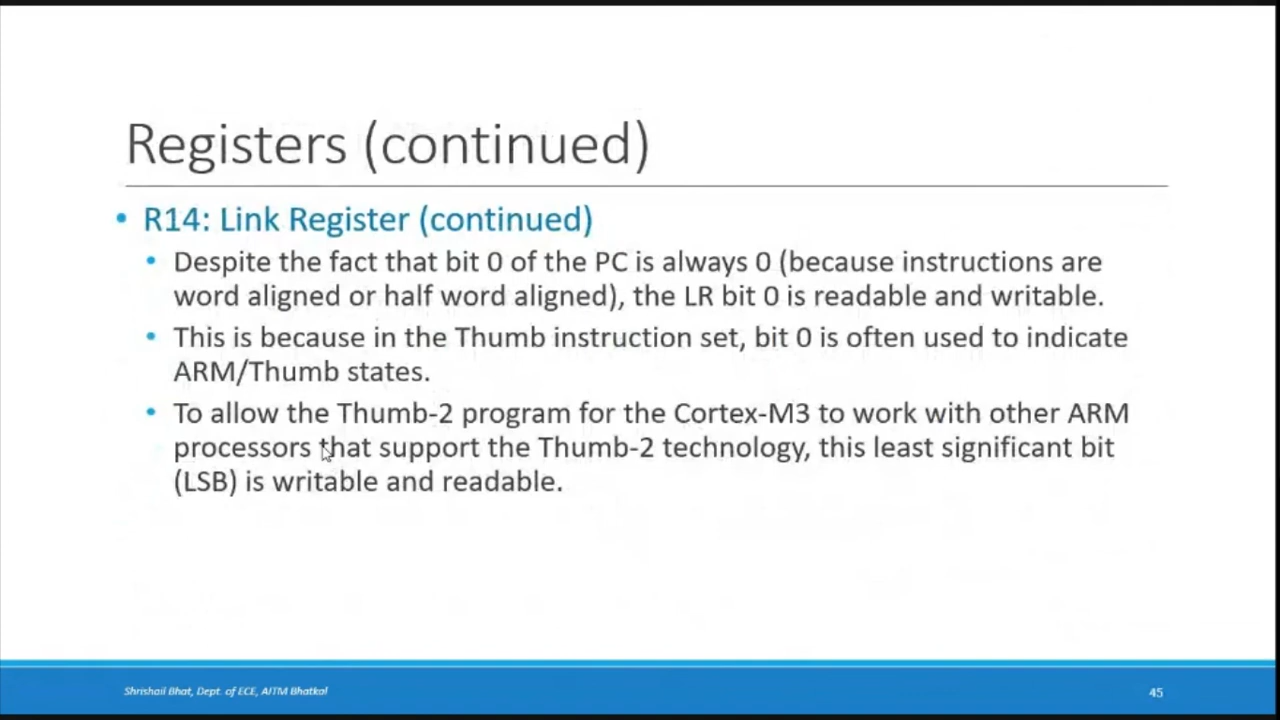 Registers (continued)
• R14: Link Register (continued)
• Despite the fact that bit 0 of the PC is always 0 (because instructions are
word aligned or half word aligned), the LR bit 0 is readable and writable.
• This is because in the Thumb instruction set, bit 0 is often used to indicate
ARM/Thumb states.
• To allow the Thumb-2 program for the Cortex-M3 to work with other ARM
processors that support the Thumb-2 technology, this least significant bit
(LSB) is writable and readable.
Shrishail Bhat, Dept. of ECE, AITM Bhatkal
45